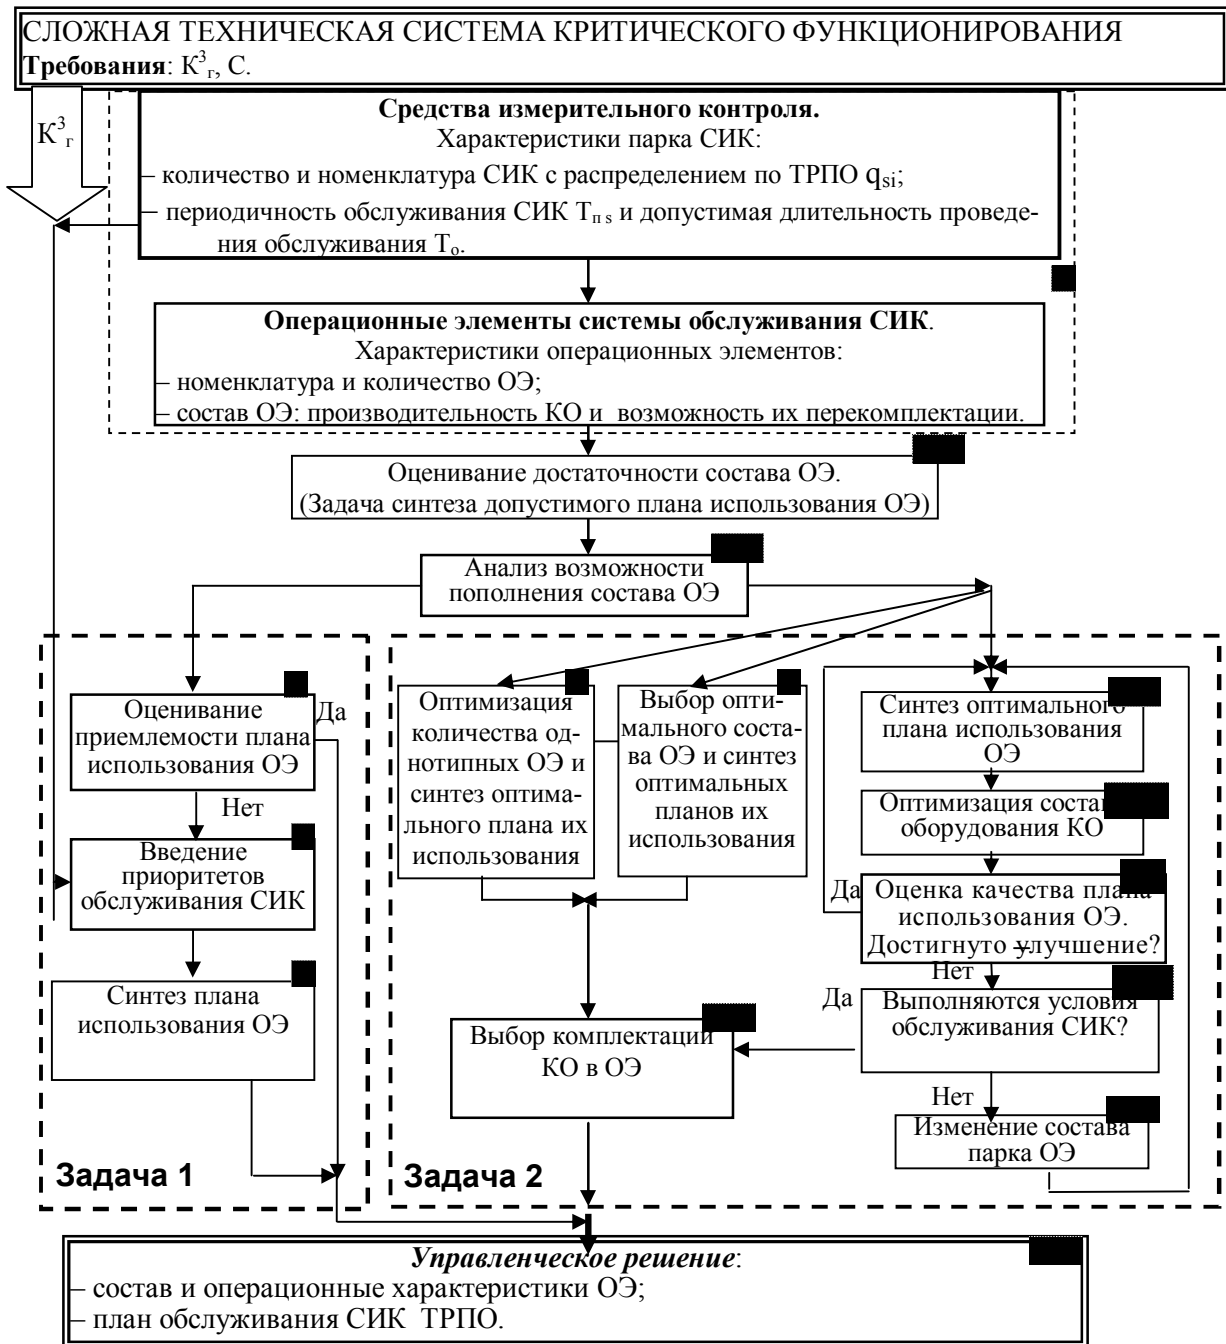 СЛОЖНАЯ ТЕХНИЧЕСКАЯ СИСТЕМА КРИТИЧЕСКОГО ФУНКЦИОНИРОВАНИЯ
Требования: К³г, С.
К³г
Средства измерительного контроля.
Характеристики парка СИК:
– количество и номенклатура СИК с распределением по ТРПО qsi;
– периодичность обслуживания СИК Тп s и допустимая длительность проведе-
ния обслуживания То.
Операционные элементы системы обслуживания СИК.
Характеристики операционных элементов:
– номенклатура и количество ОЭ;
– состав ОЭ: производительность КО и возможность их перекомплектации.
Оценивание достаточности состава ОЭ.
(Задача синтеза допустимого плана использования ОЭ)
Анализ возможности
пополнения состава ОЭ
Оценивание
приемлемости плана
использования ОЭ
Да
Нет
Введение
приоритетов
обслуживания СИК
Синтез плана
использования ОЭ
Задача 1
Оптимизация
количества од-
нотипных ОЭ и
синтез оптима-
льного плана их
использования
Выбор опти-
мального соста-
ва ОЭ и синтез
оптимальных
планов их
использования
Синтез оптимального
плана использования
ОЭ
Оптимизация состава
оборудования КО
Да
Оценка качества плана
использования ОЭ.
Достигнуто улучшение?
Нет
Да
Выполняются условия
обслуживания СИК?
Выбор комплектации
КО в ОЭ
Нет
Изменение состава
парка ОЭ
Задача 2
Управленческое решение:
– состав и операционные характеристики ОЭ;
– план обслуживания СИК ТРПО.